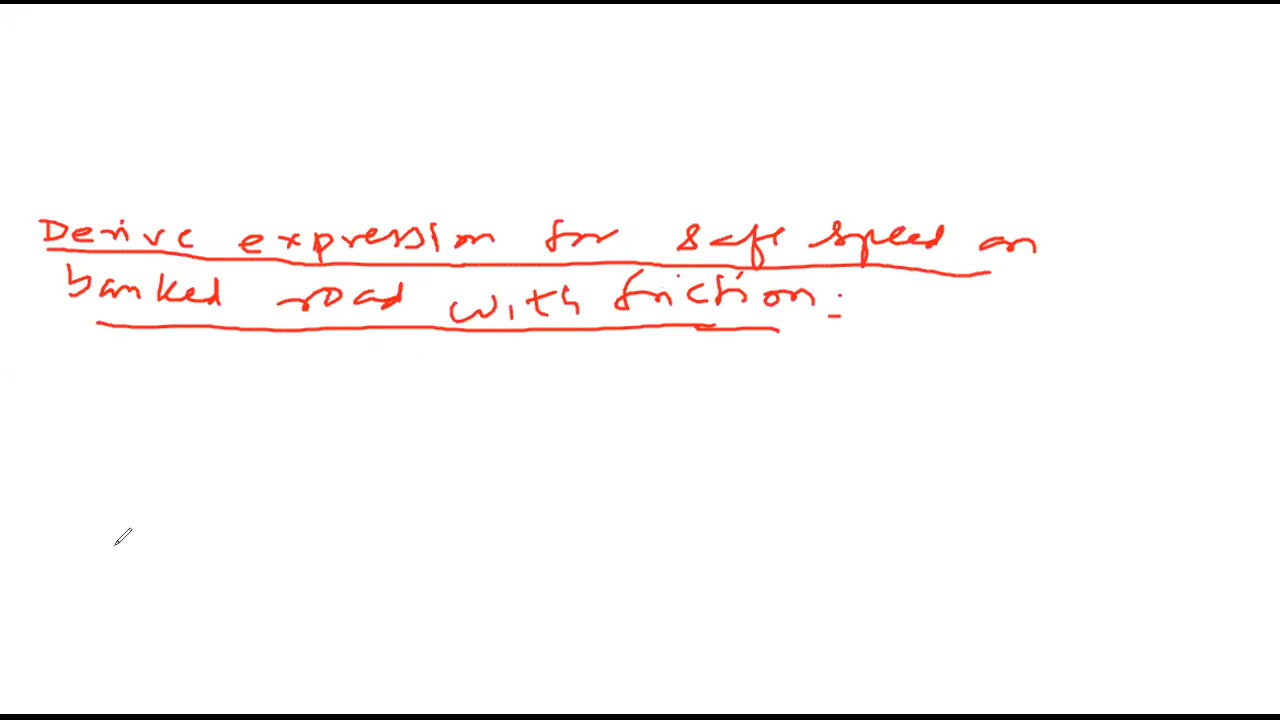 Derive expression for safe speed on
banked road with friction :